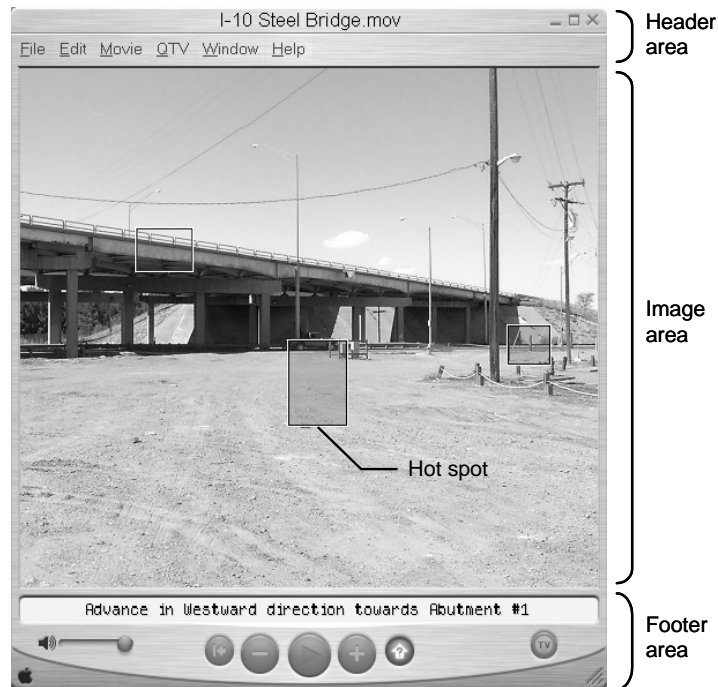 I-10 Steel Bridge.mov
File Edit Movie QTV Window Help
Header
area
Image
area
Hot spot
Advance in Westward direction towards Abutment #1
TV
Footer
area